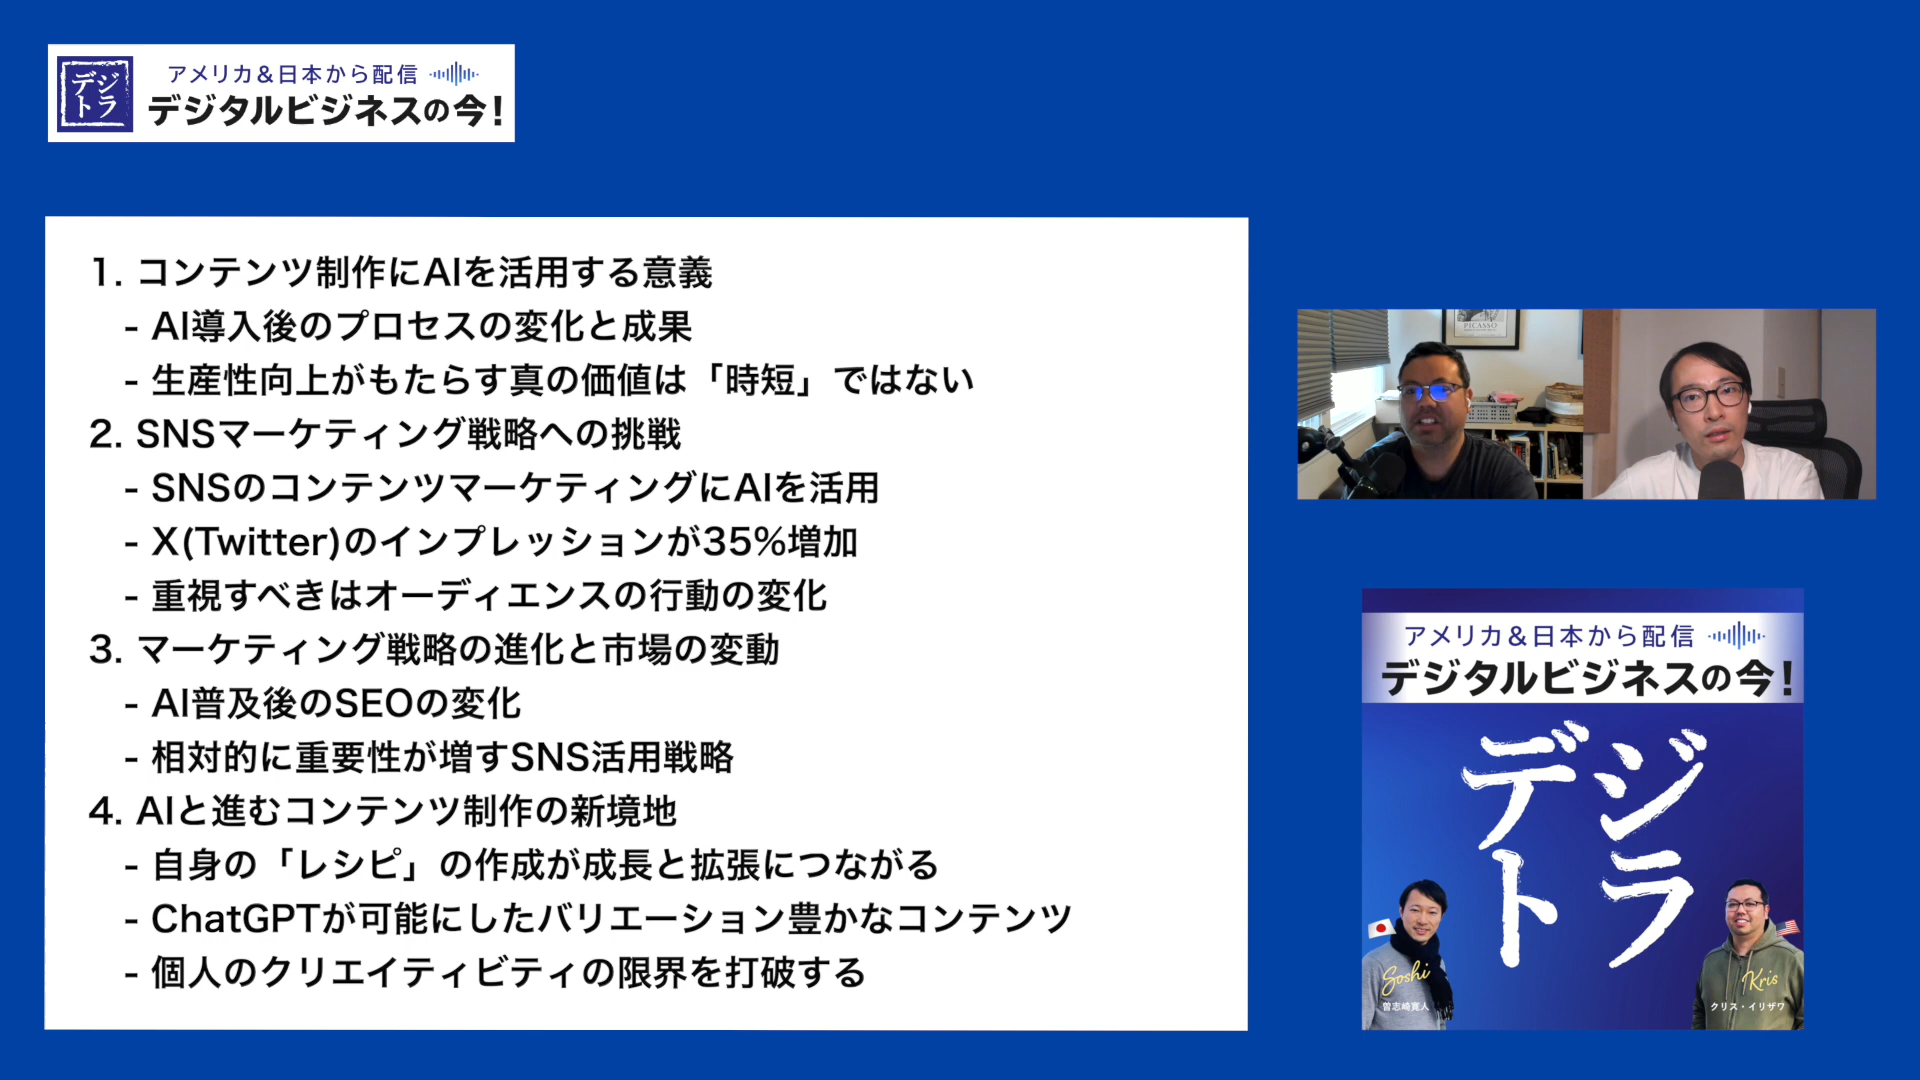 デジ
トラ
アメリカ&日本から配信
デジタルビジネスの今!
1. コンテンツ制作にAIを活用する意義
- AI導入後のプロセスの変化と成果
- 生産性向上がもたらす真の価値は「時短」ではない
2. SNSマーケティング戦略への挑戦
- SNSのコンテンツマーケティングにAIを活用
- X(Twitter)のインプレッションが35%増加
- 重視すべきはオーディエンスの行動の変化
3. マーケティング戦略の進化と市場の変動
- AI普及後のSEOの変化
- 相対的に重要性が増すSNS活用戦略
4. AIと進むコンテンツ制作の新境地
- 自身の「レシピ」の作成が成長と拡張につながる
- ChatGPTが可能にしたバリエーション豊かなコンテンツ
- 個人のクリエイティビティの限界を打破する
PICASSO
アメリカ&日本から配信
デジタルビジネスの今!
デジ
トラ
Soshi
曽志崎寛人
Kris
クリス・イリザワ